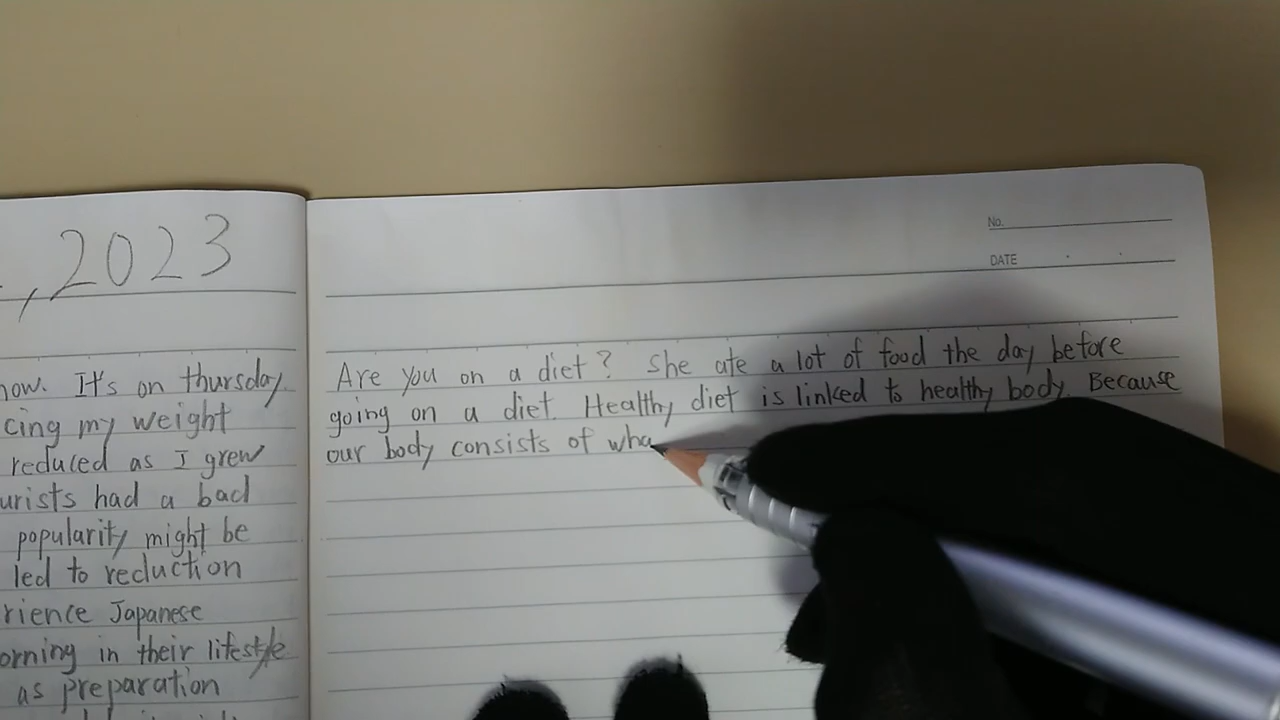 ,2023
now. It's on thursday.
cing my weight
reduced as I grew
urists had a bad
popularity might be
led to reduction
rience Japanese
orning in their lifestyle
as preparation
No.
DATE
Are you on a diet? She ate a lot of food the day before
going on a diet. Healthy diet is linked to healthy body. Because
our body consists of wha